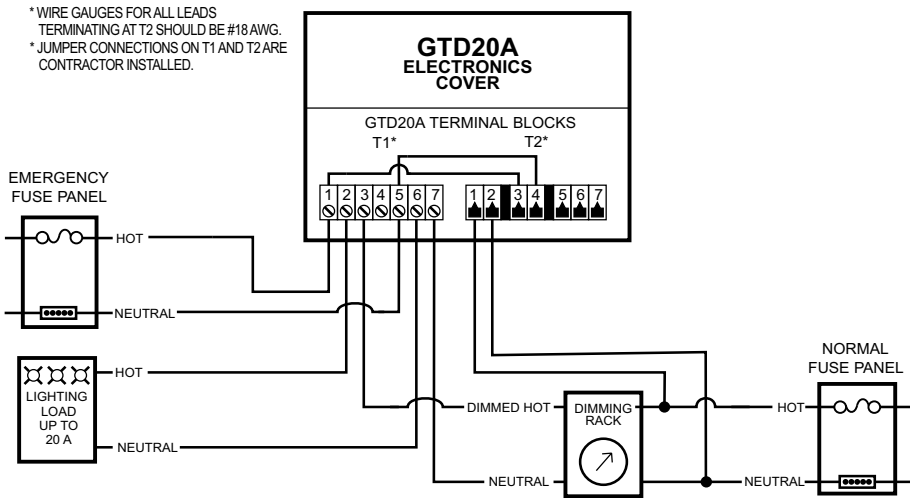 * WIRE GAUGES FOR ALL LEADS
TERMINATING AT T2 SHOULD BE #18 AWG.
* JUMPER CONNECTIONS ON T1 AND T2 ARE
CONTRACTOR INSTALLED.
GTD20A
ELECTRONICS
COVER
GTD20A TERMINAL BLOCKS
T1* T2*
1 2 3 4 5 6 7 1 2 3 4 5 6 7
EMERGENCY
FUSE PANEL
HOT
NEUTRAL
HOT
LIGHTING
LOAD
UP TO
20 A
NEUTRAL
DIMMED HOT
DIMMING
RACK
NEUTRAL
NORMAL
FUSE PANEL
HOT
NEUTRAL